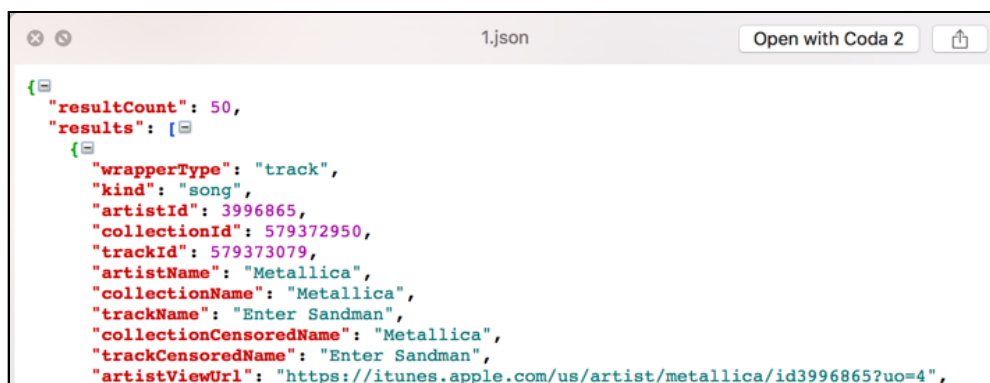 1.json
Open with Coda 2
{
"resultCount": 50,
"results": [
{
"wrapperType": "track",
"kind": "song",
"artistId": 3996865,
"collectionId": 579372950,
"trackId": 579373079,
"artistName": "Metallica",
"collectionName": "Metallica",
"trackName": "Enter Sandman",
"collectionCensoredName": "Metallica",
"trackCensoredName": "Enter Sandman",
"artistViewUrl": "https://itunes.apple.com/us/artist/metallica/id3996865?uo=4",